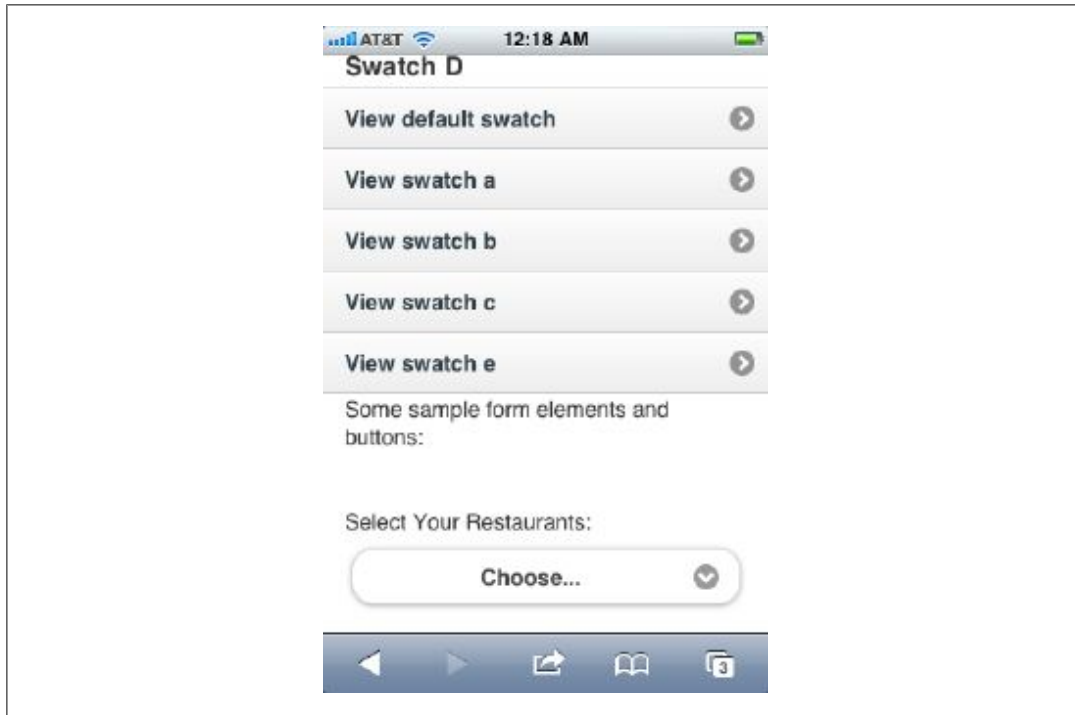 AT&T 12:18 AM
Swatch D
View default swatch
View swatch a
View swatch b
View swatch c
View swatch e
Some sample form elements and
buttons:
Select Your Restaurants:
Choose...
3